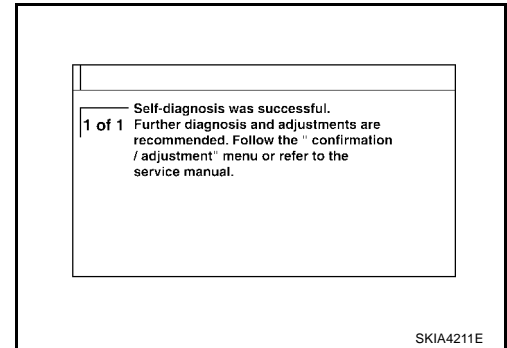 Self-diagnosis was successful.
1 of 1 Further diagnosis and adjustments are
recommended. Follow the " confirmation
/ adjustment" menu or refer to the
service manual.
SKIA4211E